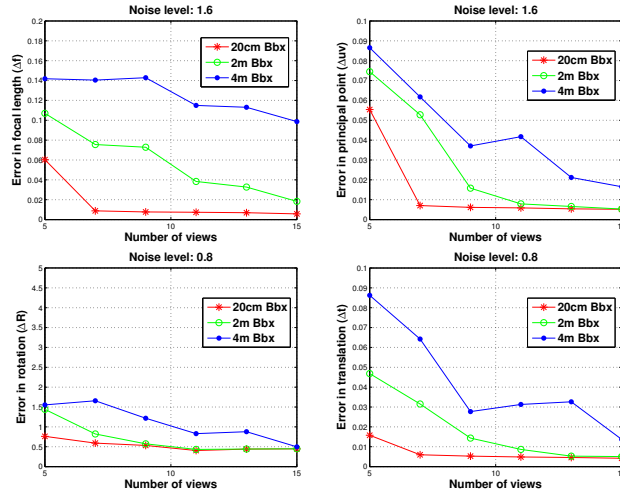 Noise level: 1.6
0.2
0.18
0.16
0.14
0.12
0.1
0.08
0.06
0.04
0.02
0
Error in focal length (Δf)
20cm Bbx
2m Bbx
4m Bbx
5 10 15
Number of views
Noise level: 1.6
0.1
0.09
0.08
0.07
0.06
0.05
0.04
0.03
0.02
0.01
0
Error in principal point (Δuv)
20cm Bbx
2m Bbx
4m Bbx
5 10
Number of views
Noise level: 0.8
5
4.5
4
3.5
3
2.5
2
1.5
1
0.5
0
Error in rotation (ΔR)
20cm Bbx
2m Bbx
4m Bbx
5 10 15
Number of views
Noise level: 0.8
0.1
0.09
0.08
0.07
0.06
0.05
0.04
0.03
0.02
0.01
0
Error in translation (Δt)
20cm Bbx
2m Bbx
4m Bbx
5 10
Number of views